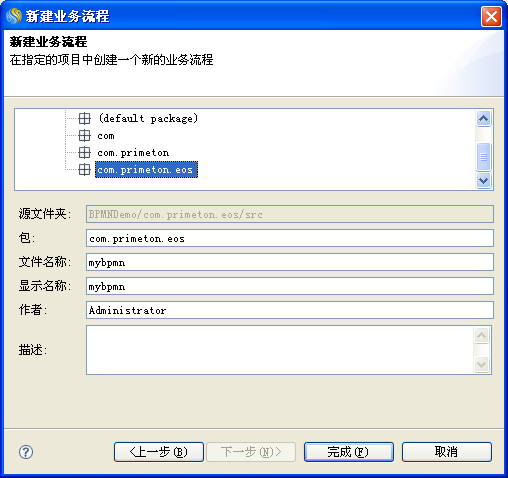 新建业务流程
新建业务流程
在指定的项目中创建一个新的业务流程
(default package)
com
com.primeton
com.primeton.eos
源文件夹: BPMNDemo/com.primeton.eos/src
包: com.primeton.eos
文件名称: mybpmn
显示名称: mybpmn
作者: Administrator
描述:
? <上一步(B) 下一步(N)> 完成(F) 取消